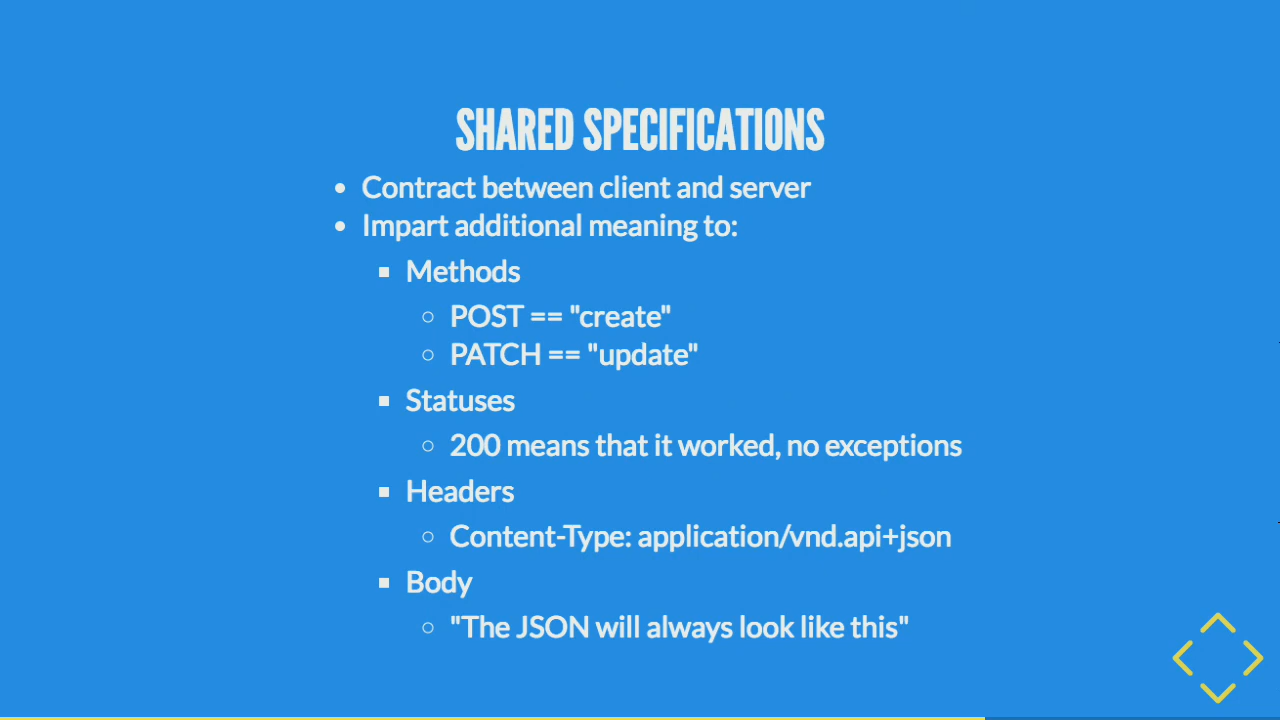 SHARED SPECIFICATIONS
Contract between client and server
Impart additional meaning to:
Methods
POST == "create"
PATCH == "update"
Statuses
200 means that it worked, no exceptions
Headers
Content-Type: application/vnd.api+json
Body
"The JSON will always look like this"